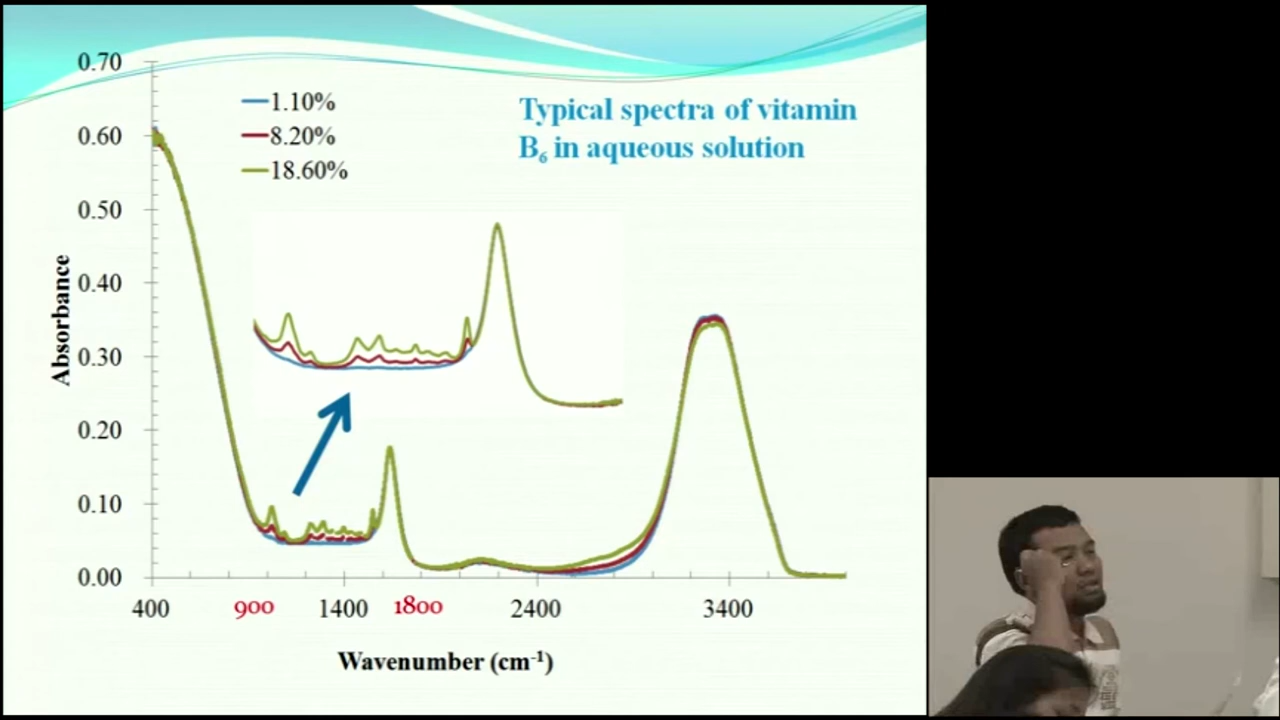 Typical spectra of vitamin
B₆ in aqueous solution
1.10%
8.20%
18.60%
Absorbance
0.70
0.60
0.50
0.40
0.30
0.20
0.10
0.00
400 900 1400 1800 2400 3400
Wavenumber (cm⁻¹)